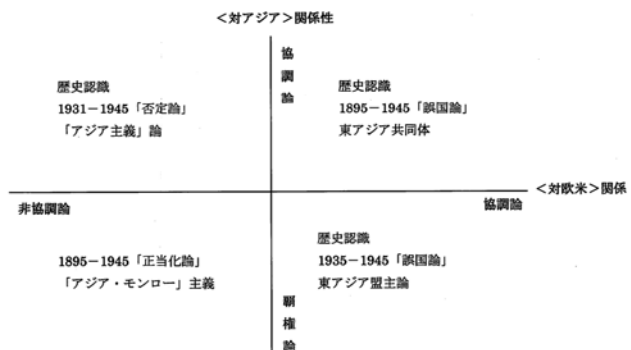 <対アジア>関係性
協調論
歴史認識
1931-1945「否定論」
「アジア主義」論
歴史認識
1895-1945「誤国論」
東アジア共同体
<対欧米>関係
非協調論
協調論
1895-1945「正当化論」
「アジア・モンロー」主義
歴史認識
1935-1945「誤国論」
東アジア盟主論
覇権論